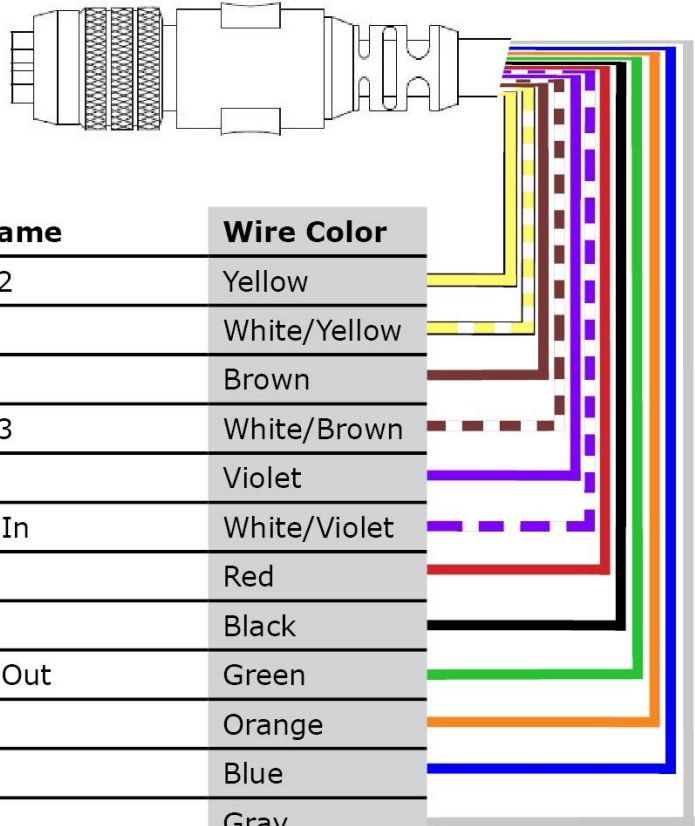 ame Wire Color
2 Yellow
White/Yellow
Brown
3 White/Brown
Violet
In White/Violet
Red
Black
Out Green
Orange
Blue
Gray